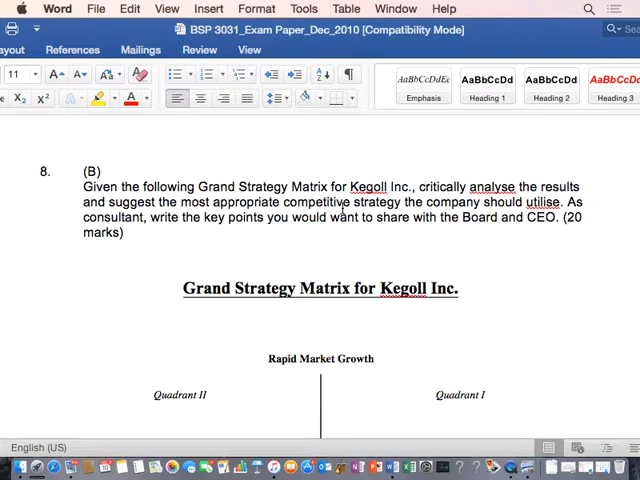 Word File Edit View Insert Format Tools Table Window Help
BSP 3031_Exam Paper_Dec_2010 [Compatibility Mode]
ayout References Mailings Review View
11 A A Aa AaBbCcDdEe AaBbCcDd AaBbCcDd AaBbCcDd
X2 X2 A A Emphasis Heading 1 Heading 2 Heading 3
8. (B)
Given the following Grand Strategy Matrix for Kegoll Inc., critically analyse the results
and suggest the most appropriate competitive strategy the company should utilise. As
consultant, write the key points you would want to share with the Board and CEO. (20
marks)
Grand Strategy Matrix for Kegoll Inc.
Rapid Market Growth
Quadrant II Quadrant I
English (US)